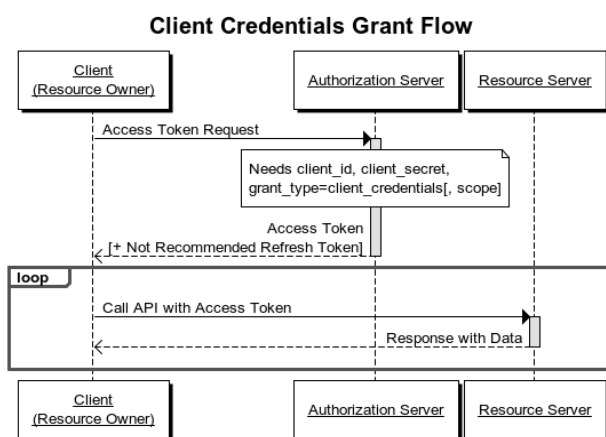 Client Credentials Grant Flow
Client
(Resource Owner)
Authorization Server
Resource Server
Access Token Request
Needs client_id, client_secret,
grant_type=client_credentials[, scope]
Access Token
[+ Not Recommended Refresh Token]
loop
Call API with Access Token
Response with Data
Client
(Resource Owner)
Authorization Server
Resource Server